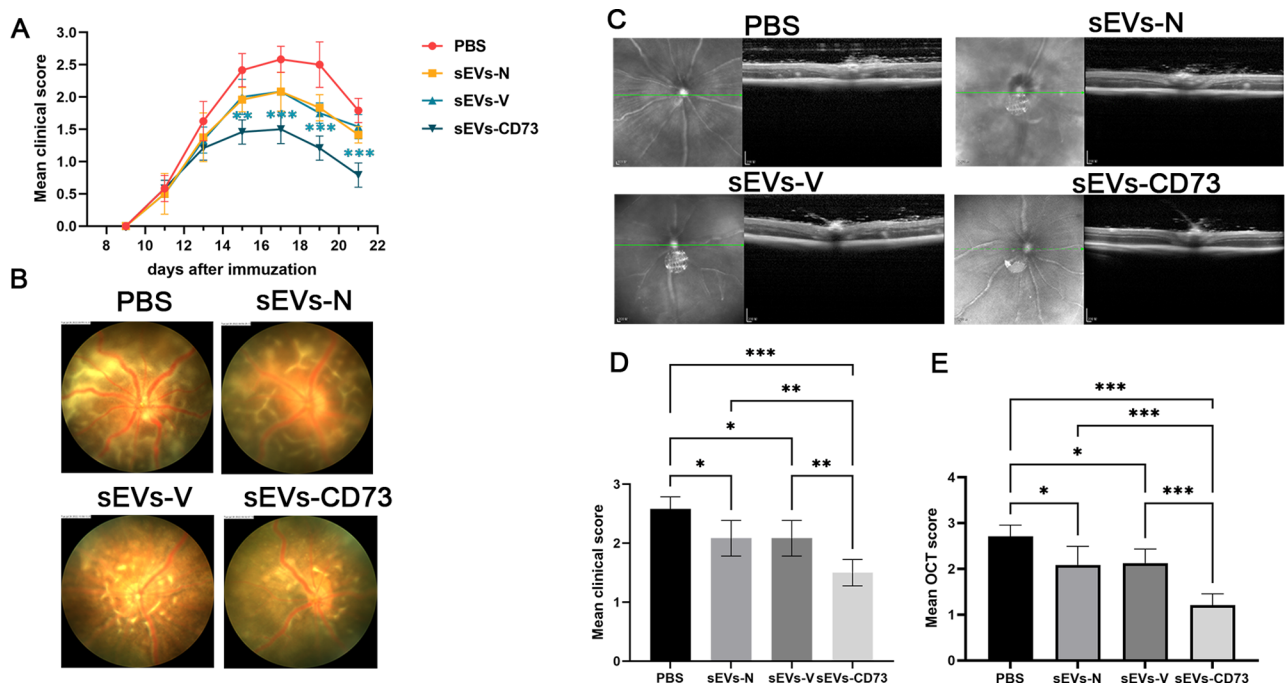 A
3.0
2.5
2.0
1.5
1.0
0.5
0.0
Mean clinical score
8 10 12 14 16 18 20 22
days after immuzation
PBS
sEVs-N
sEVs-V
sEVs-CD73
** *** *** ***
B
PBS sEVs-N
sEVs-V sEVs-CD73
C
PBS sEVs-N
sEVs-V sEVs-CD73
D
***
**
*
* **
3
2
1
0
Mean clinical score
PBS sEVs-N sEVs-V sEVs-CD73
E
***
***
*
* ***
4
3
2
1
0
Mean OCT score
PBS sEVs-N sEVs-V sEVs-CD73